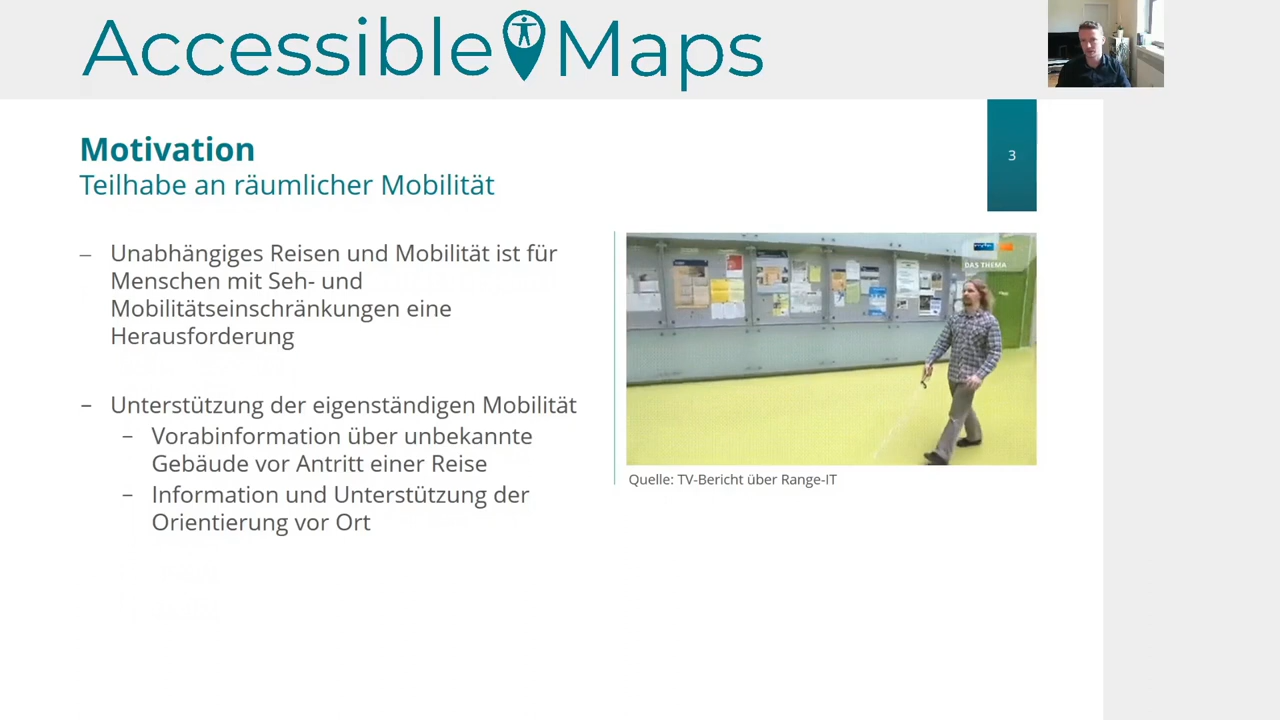 Accessible Maps
Motivation
3
Teilhabe an räumlicher Mobilität
– Unabhängiges Reisen und Mobilität ist für
Menschen mit Seh- und
Mobilitätseinschränkungen eine
Herausforderung
– Unterstützung der eigenständigen Mobilität
– Vorabinformation über unbekannte
Gebäude vor Antritt einer Reise
– Information und Unterstützung der
Orientierung vor Ort
DAS THEMA
Quelle: TV-Bericht über Range-IT